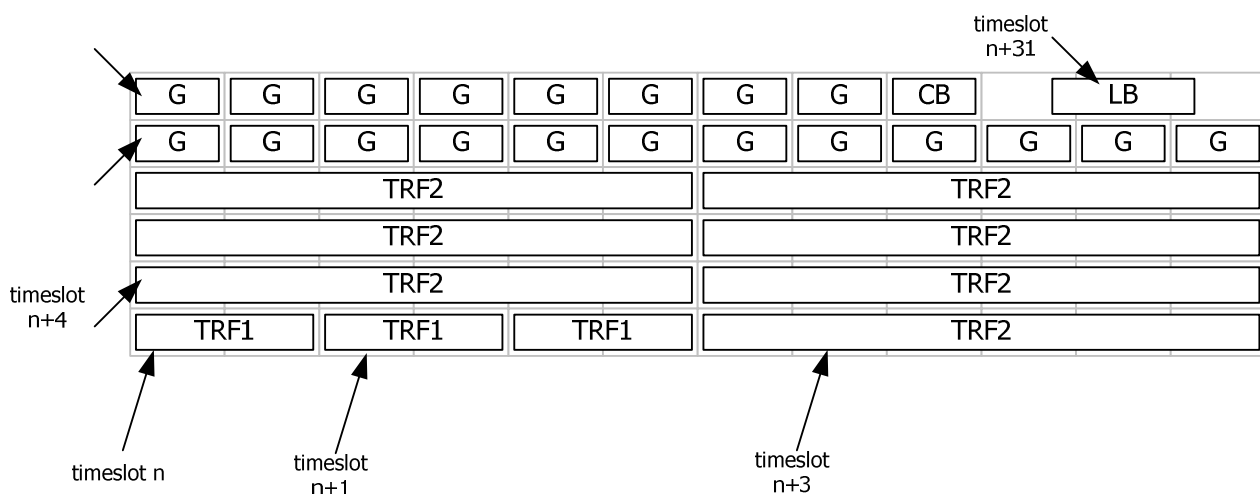 timeslot
n+31
G G G G G G G G CB LB
G G G G G G G G G G G G
TRF2 TRF2
TRF2 TRF2
TRF2 TRF2
timeslot
n+4
TRF1 TRF1 TRF1 TRF2
timeslot n
timeslot
n+1
timeslot
n+3